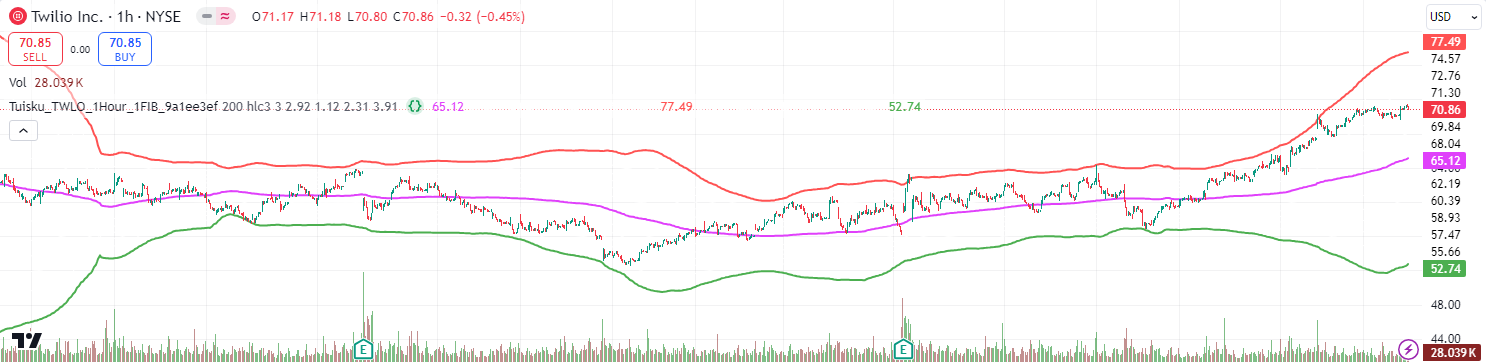 Twilio Inc. · 1h · NYSE O71.17 H71.18 L70.80 C70.86 −0.32 (−0.45%) USD
70.85 SELL 0.00 70.85 BUY
Vol 28.039K
Tuisku_TWLO_1Hour_1FIB_9a1ee3ef 200 hlc3 3 2.92 1.12 2.31 3.91 {} 65.12 77.49 52.74
77.49
74.57
72.76
71.30
70.86
69.84
68.04
65.12
62.19
60.39
58.93
57.47
55.66
52.74
48.00
44.00
28.039K
E
E